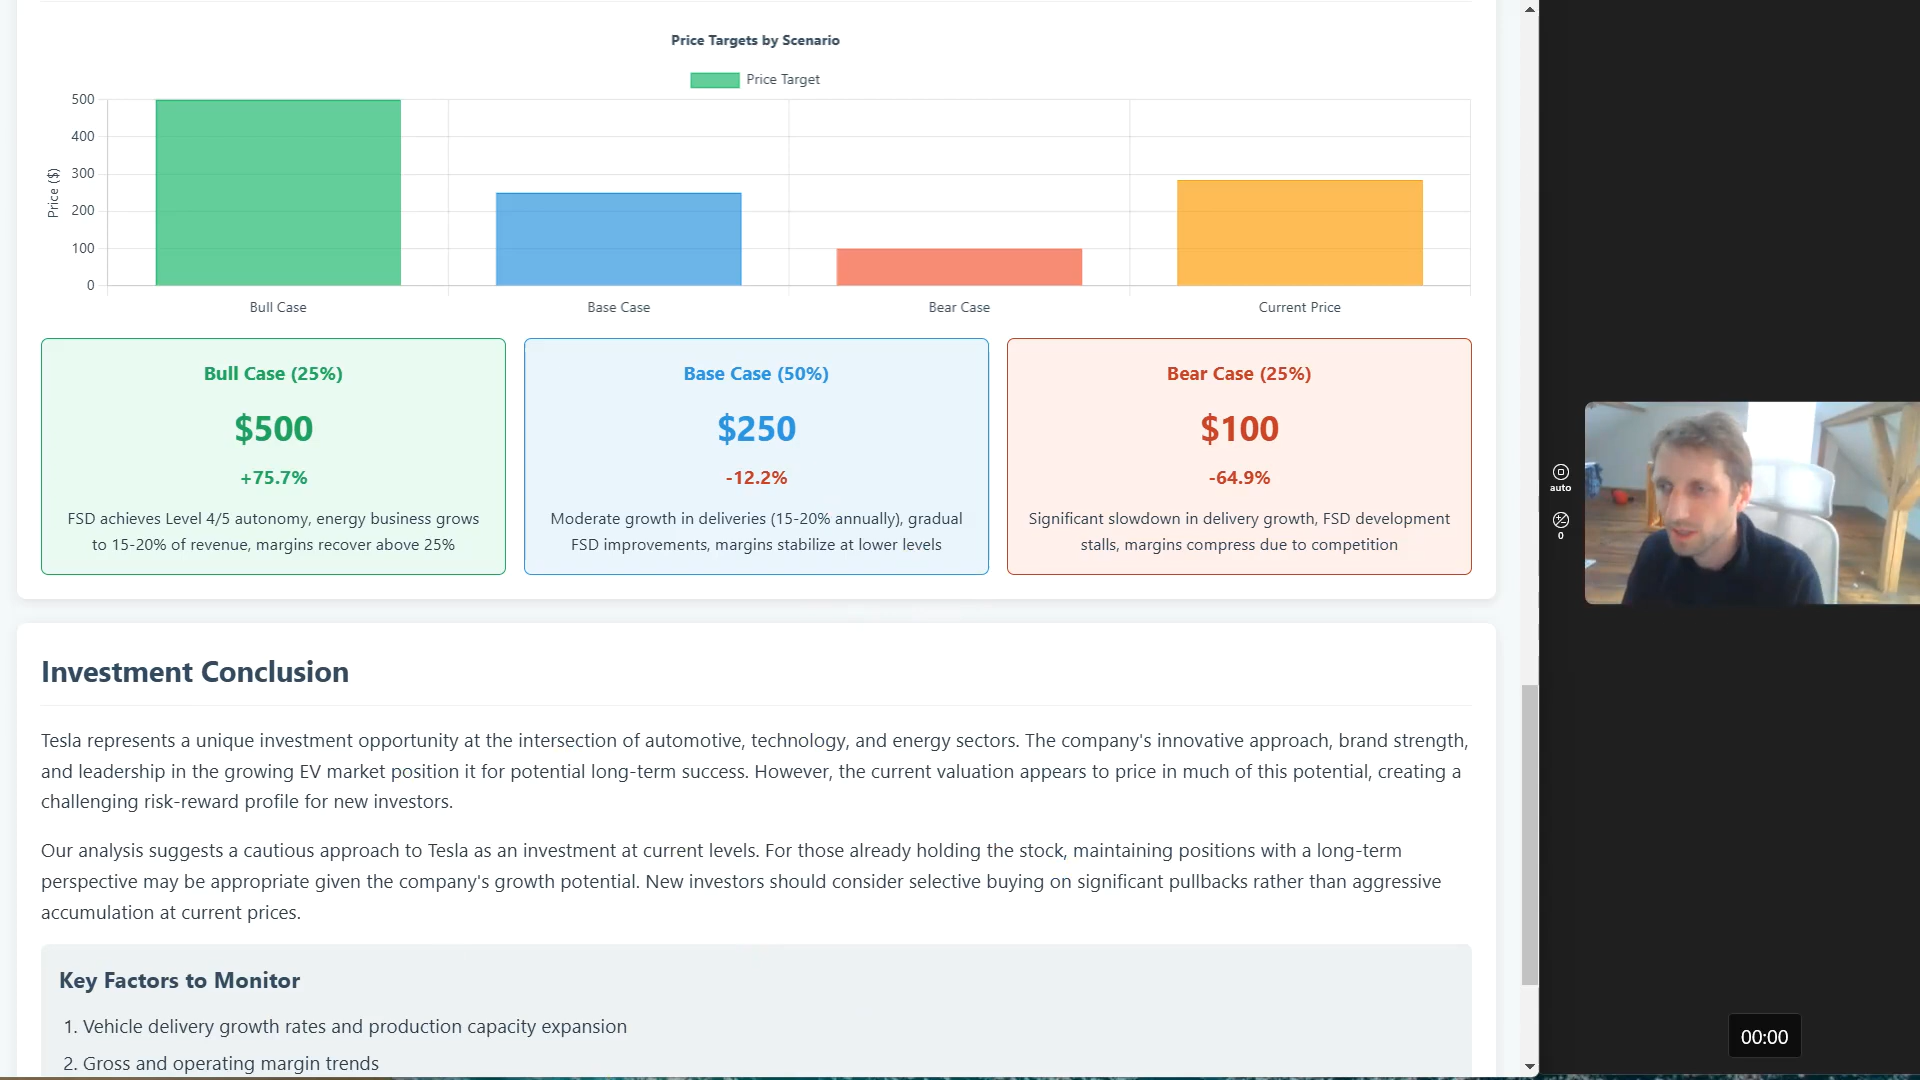 Price Targets by Scenario
Price Target
500
400
300
200
100
0
Price ($)
Bull Case
Base Case
Bear Case
Current Price
Bull Case (25%)
$500
+75.7%
FSD achieves Level 4/5 autonomy, energy business grows
to 15-20% of revenue, margins recover above 25%
Base Case (50%)
$250
-12.2%
Moderate growth in deliveries (15-20% annually), gradual
FSD improvements, margins stabilize at lower levels
Bear Case (25%)
$100
-64.9%
Significant slowdown in delivery growth, FSD development
stalls, margins compress due to competition
auto
0
Investment Conclusion
Tesla represents a unique investment opportunity at the intersection of automotive, technology, and energy sectors. The company's innovative approach, brand strength,
and leadership in the growing EV market position it for potential long-term success. However, the current valuation appears to price in much of this potential, creating a
challenging risk-reward profile for new investors.
Our analysis suggests a cautious approach to Tesla as an investment at current levels. For those already holding the stock, maintaining positions with a long-term
perspective may be appropriate given the company's growth potential. New investors should consider selective buying on significant pullbacks rather than aggressive
accumulation at current prices.
Key Factors to Monitor
1. Vehicle delivery growth rates and production capacity expansion
2. Gross and operating margin trends
00:00